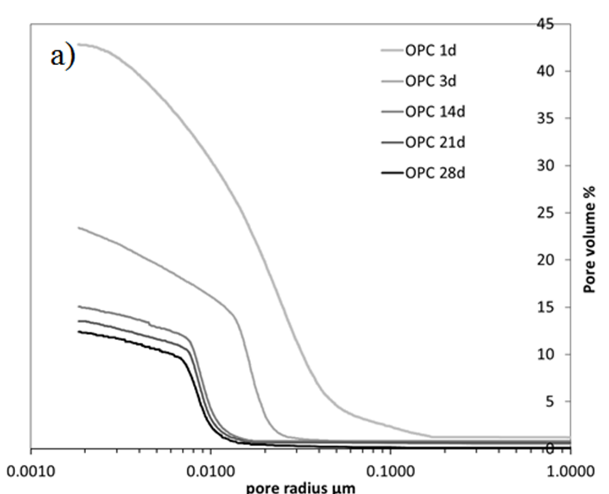 a)
OPC 1d
OPC 3d
OPC 14d
OPC 21d
OPC 28d
45
40
35
30
25
20
15
10
5
0
Pore volume %
0.0010 0.0100 0.1000 1.0000
pore radius µm